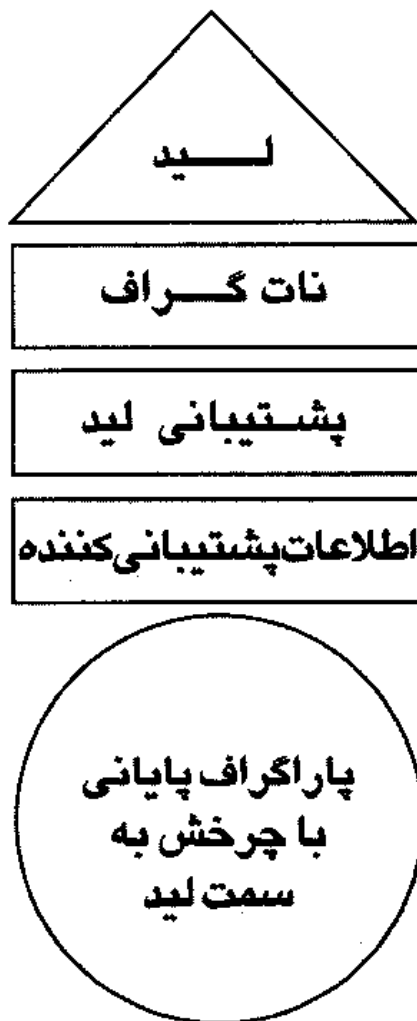 لـــید
نات گـــراف
پشـتیبانی لید
اطلاعات‌پشتیبانی‌کننده
پاراگراف پایانی
با چرخش به
سمت لید